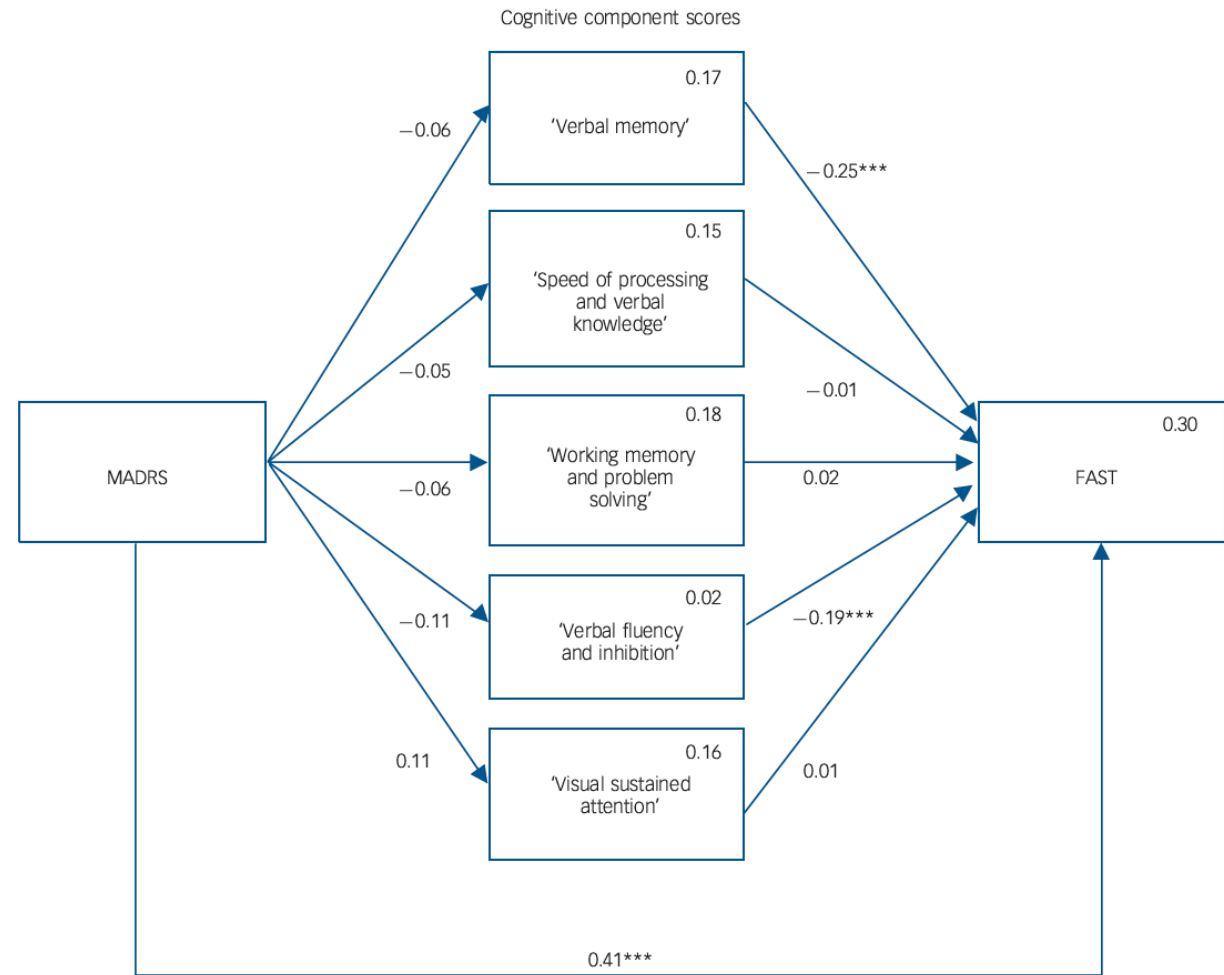 Cognitive component scores
0.17
‘Verbal memory’
−0.06
−0.25***
0.15
‘Speed of processing
and verbal
knowledge’
−0.05
−0.01
MADRS
0.18
‘Working memory
and problem
solving’
−0.06
0.02
0.30
FAST
0.02
‘Verbal fluency
and inhibition’
−0.11
−0.19***
0.16
‘Visual sustained
attention’
0.11
0.01
0.41***